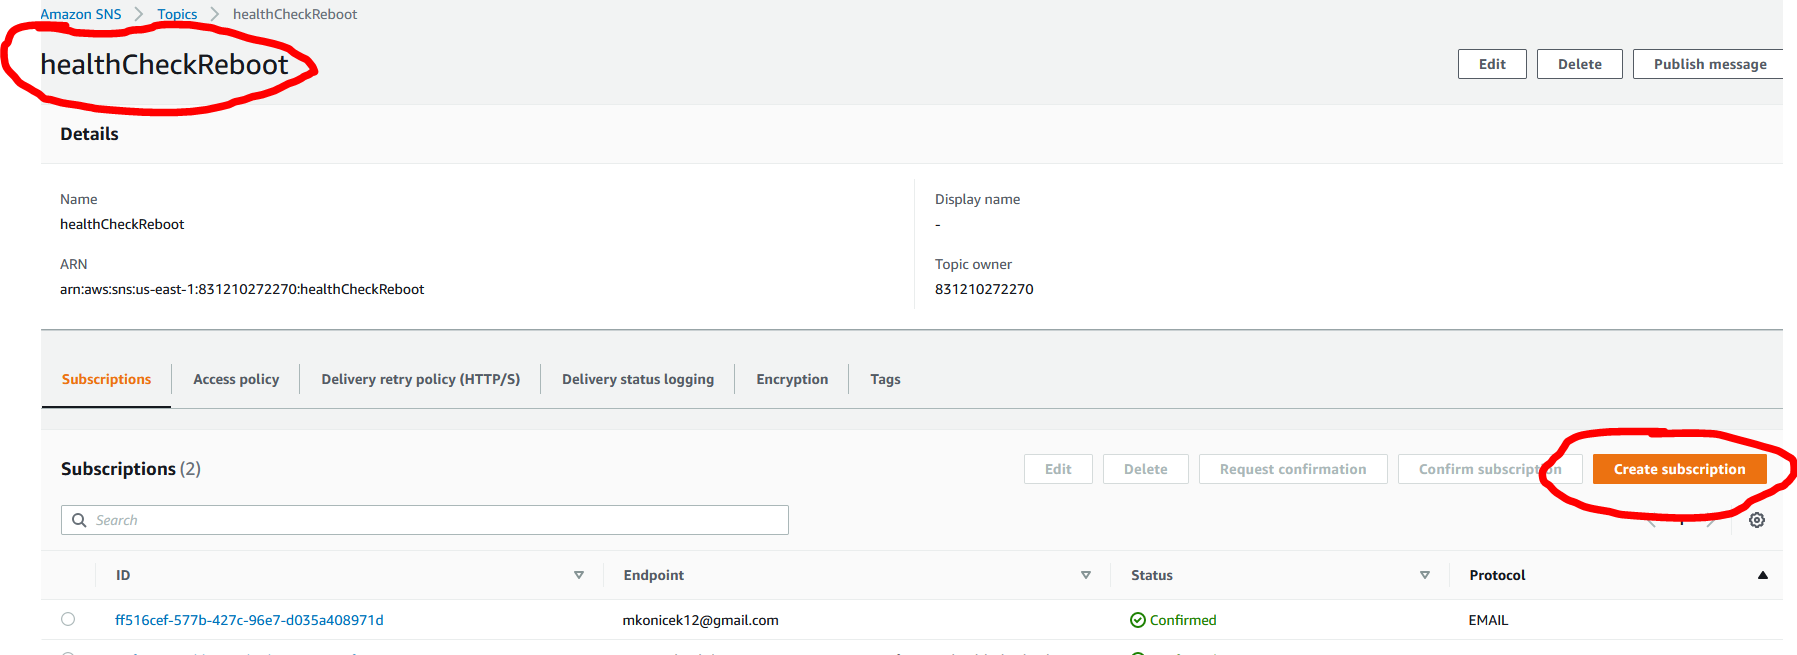 Amazon SNS > Topics > healthCheckReboot
healthCheckReboot
Edit Delete Publish message
Details
Name
healthCheckReboot
Display name
-
ARN
arn:aws:sns:us-east-1:831210272270:healthCheckReboot
Topic owner
831210272270
Subscriptions Access policy Delivery retry policy (HTTP/S) Delivery status logging Encryption Tags
Subscriptions (2)
Edit Delete Request confirmation Confirm subscription Create subscription
Search
ID Endpoint Status Protocol
ff516cef-577b-427c-96e7-d035a408971d mkonicek12@gmail.com Confirmed EMAIL